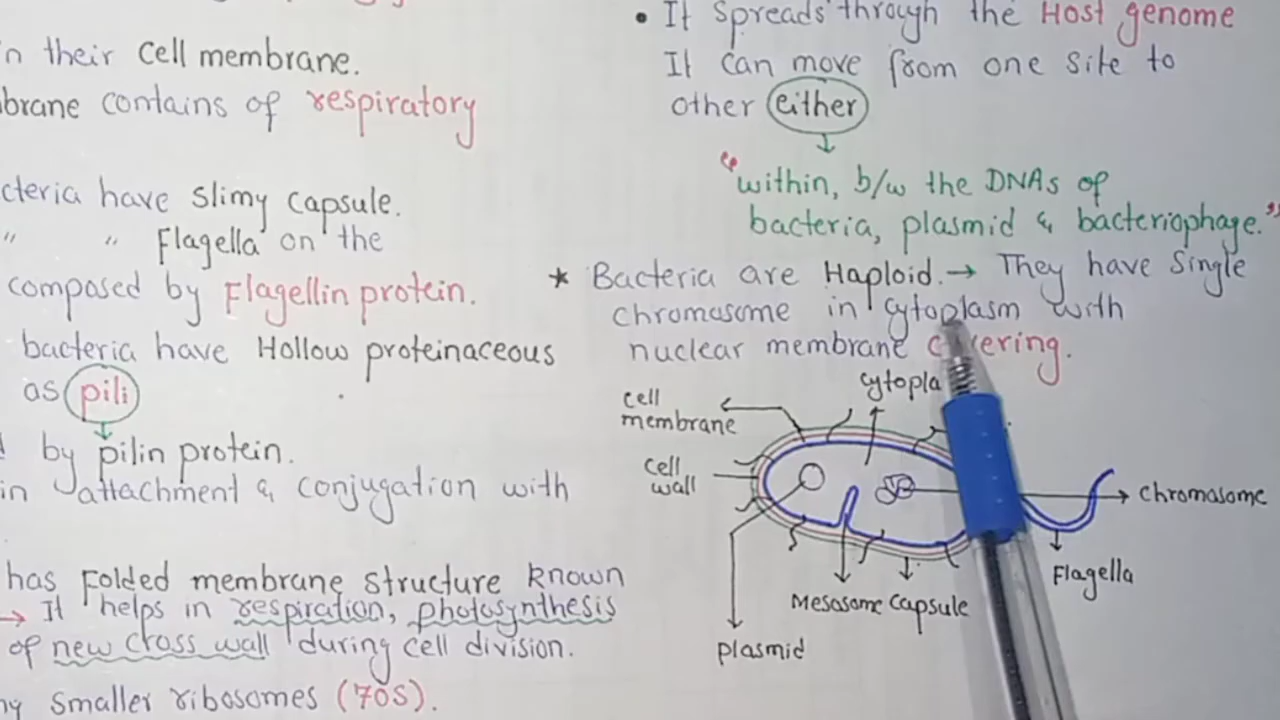 n their cell membrane.
brane contains of respiratory
cteria have slimy capsule.
" " Flagella on the
composed by Flagellin protein.
bacteria have Hollow proteinaceous
as pili
by pilin protein.
in attachment & conjugation with
has Folded membrane structure known
→ It helps in respiration, photosynthesis
of new cross wall during cell division.
ny smaller ribosomes (70S).
• It spreads through the Host genome
It can move from one site to
other either
"within, b/w the DNAs of
bacteria, plasmid & bacteriophage."
* Bacteria are Haploid. → They have single
chromasome in cytoplasm with
nuclear membrane
cytopla
cell
membrane
cell
wall
chromasome
Flagella
Mesosome capsule
plasmid